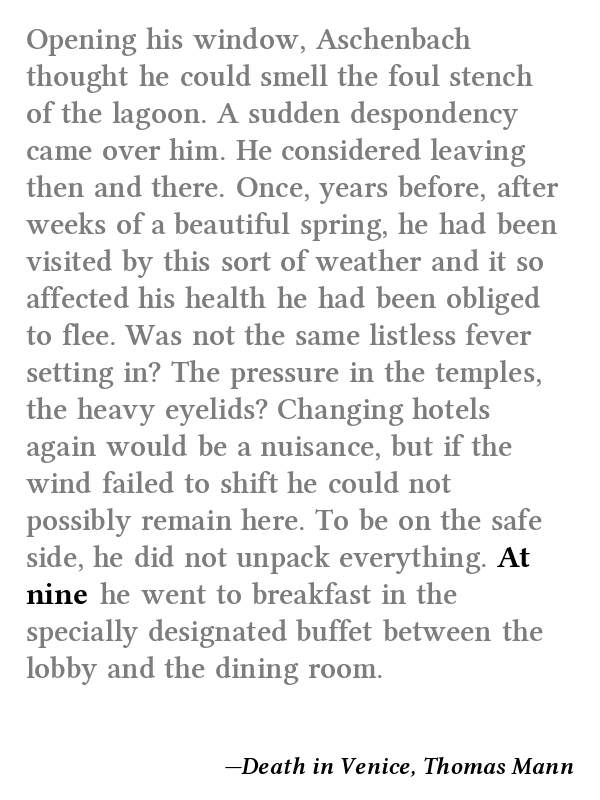 Opening his window, Aschenbach
thought he could smell the foul stench
of the lagoon. A sudden despondency
came over him. He considered leaving
then and there. Once, years before, after
weeks of a beautiful spring, he had been
visited by this sort of weather and it so
affected his health he had been obliged
to flee. Was not the same listless fever
setting in? The pressure in the temples,
the heavy eyelids? Changing hotels
again would be a nuisance, but if the
wind failed to shift he could not
possibly remain here. To be on the safe
side, he did not unpack everything. At
nine he went to breakfast in the
specially designated buffet between the
lobby and the dining room.
—Death in Venice, Thomas Mann